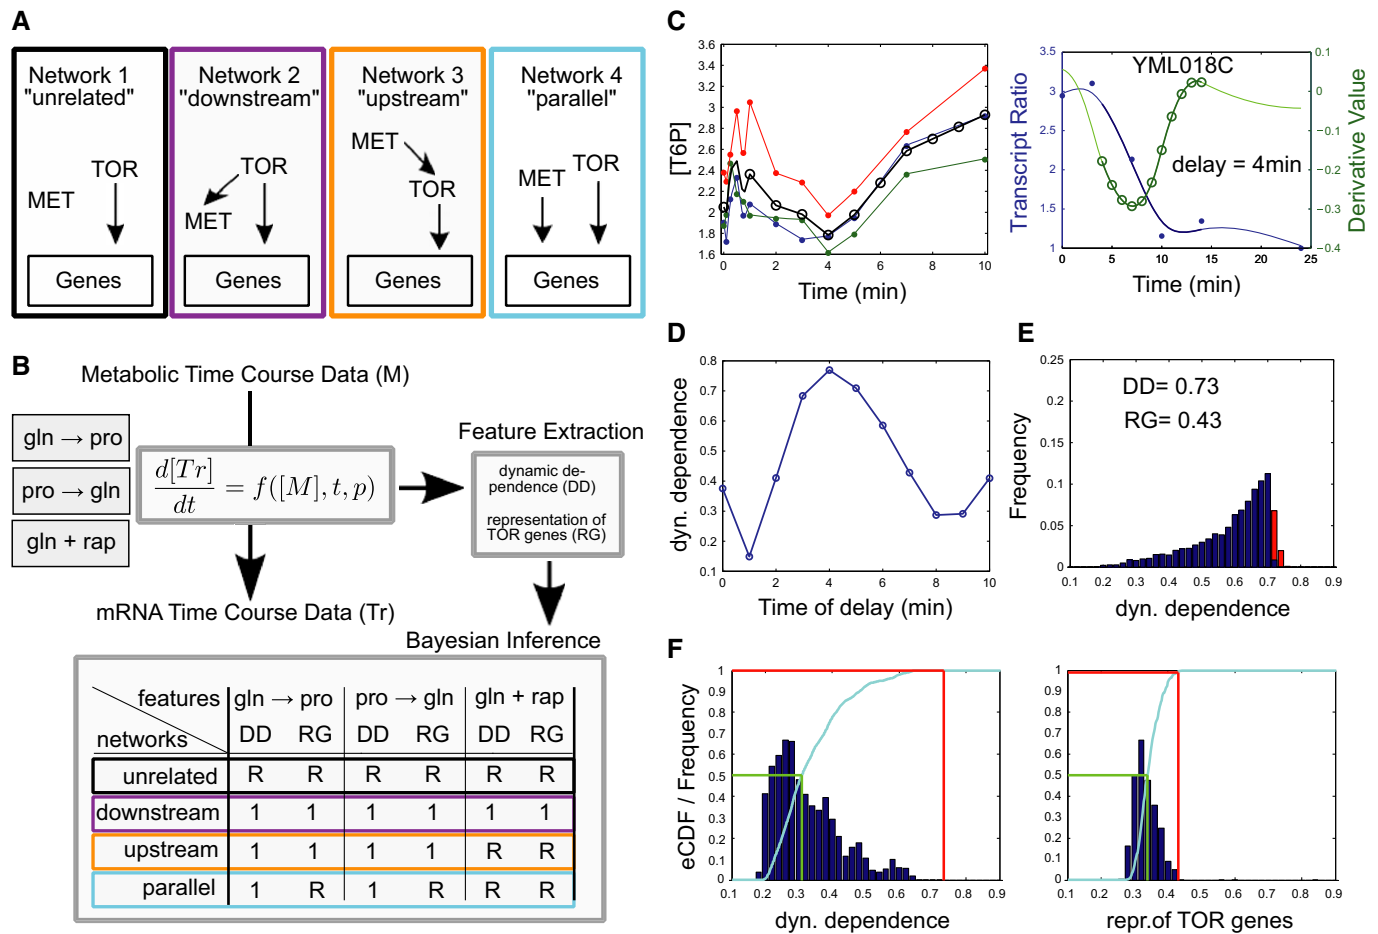 A
Network 1
"unrelated"
MET
TOR
Genes
Network 2
"downstream"
TOR
MET
Genes
Network 3
"upstream"
MET
TOR
Genes
Network 4
"parallel"
MET
TOR
Genes
B
Metabolic Time Course Data (M)
gln → pro
pro → gln
gln + rap
d[Tr]/dt = f([M], t, p)
Feature Extraction
dynamic de-
pendence (DD)
representation of
TOR genes (RG)
mRNA Time Course Data (Tr)
Bayesian Inference
features gln → pro pro → gln gln + rap
networks DD RG DD RG DD RG
unrelated R R R R R R
downstream 1 1 1 1 1 1
upstream 1 1 1 1 R R
parallel 1 R 1 R R R
C
[T6P]
3.6
3.4
3.2
3
2.8
2.6
2.4
2.2
2
1.8
1.6
0 2 4 6 8 10
Time (min)
Transcript Ratio
3.5
3
2.5
2
1.5
1
YML018C
delay = 4min
0.1
0
−0.1
−0.2
−0.3
−0.4
Derivative Value
0 5 10 15 20 25
Time (min)
D
dyn. dependence
0.8
0.7
0.6
0.5
0.4
0.3
0.2
0.1
0 2 4 6 8 10
Time of delay (min)
E
Frequency
0.25
0.2
0.15
0.1
0.05
0
DD= 0.73
RG= 0.43
0.1 0.2 0.3 0.4 0.5 0.6 0.7 0.8 0.9
dyn. dependence
F
eCDF / Frequency
1
0.9
0.8
0.7
0.6
0.5
0.4
0.3
0.2
0.1
0
0.1 0.2 0.3 0.4 0.5 0.6 0.7 0.8 0.9
dyn. dependence
1
0.9
0.8
0.7
0.6
0.5
0.4
0.3
0.2
0.1
0
0.1 0.2 0.3 0.4 0.5 0.6 0.7 0.8 0.9
repr.of TOR genes